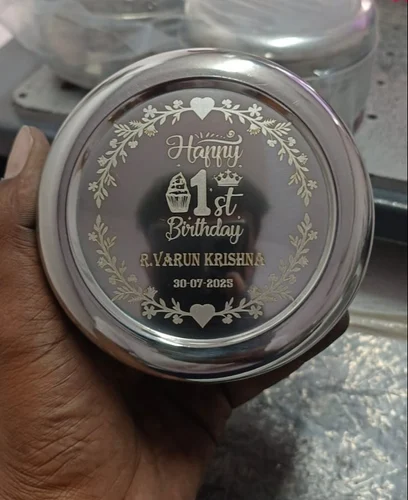 Happy
1st
Birthday
R.VARUN KRISHNA
30-07-2025